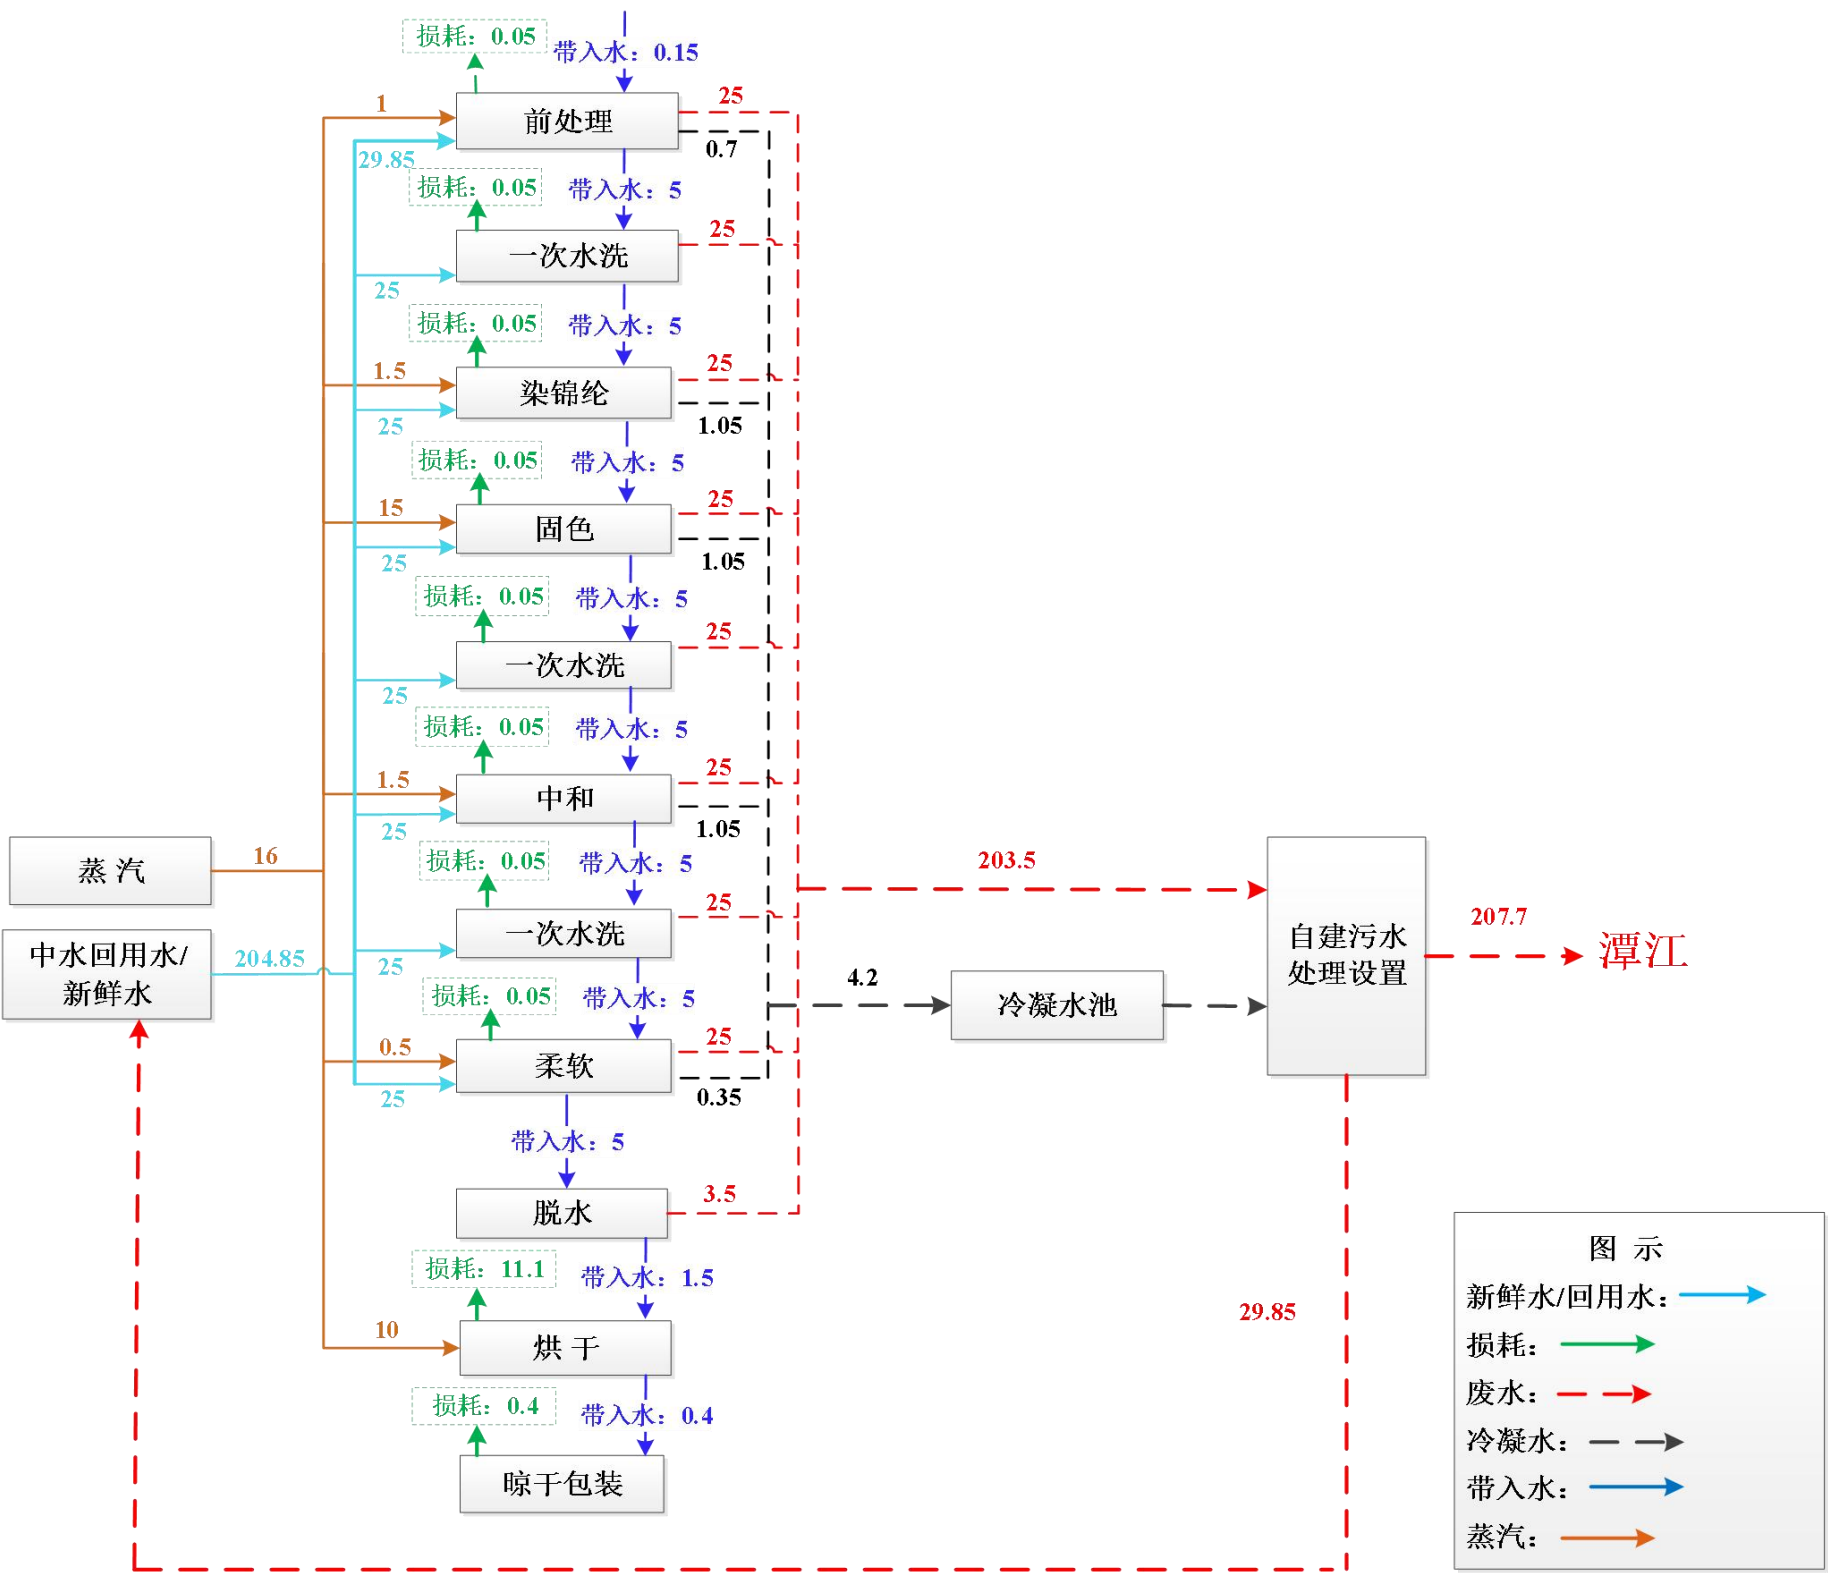 损耗：0.05
带入水：0.15
1
前处理
25
0.7
29.85
损耗：0.05
带入水：5
25
一次水洗
25
损耗：0.05
带入水：5
1.5
染锦纶
25
25
1.05
损耗：0.05
带入水：5
15
固色
25
25
1.05
损耗：0.05
带入水：5
25
一次水洗
25
损耗：0.05
带入水：5
1.5
中和
25
25
1.05
蒸 汽
16
损耗：0.05
带入水：5
25
203.5
中水回用水/
新鲜水
204.85
一次水洗
25
4.2
冷凝水池
自建污水
处理设置
207.7
潭江
损耗：0.05
带入水：5
0.5
柔软
25
25
0.35
带入水：5
脱水
3.5
损耗：11.1
带入水：1.5
10
烘 干
29.85
损耗：0.4
带入水：0.4
晾干包装
图 示
新鲜水/回用水：
损耗：
废水：
冷凝水：
带入水：
蒸汽：